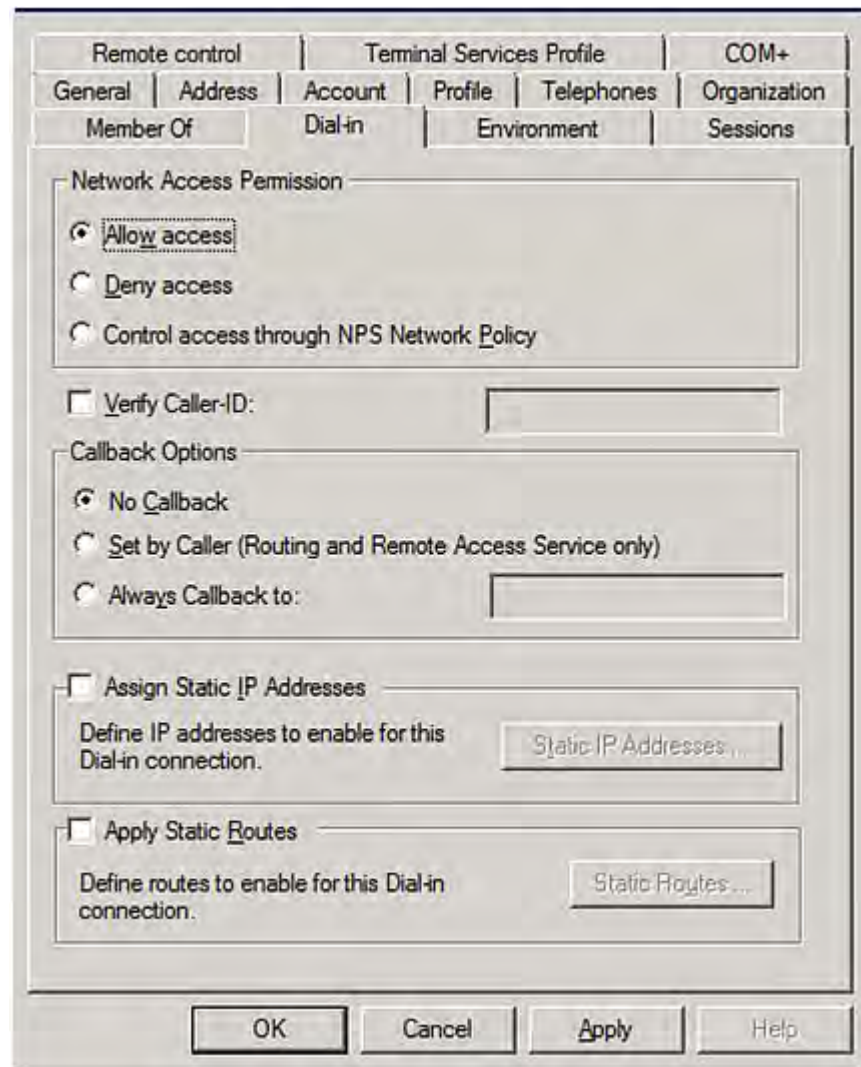 Remote control Terminal Services Profile COM+
General Address Account Profile Telephones Organization
Member Of Dial-in Environment Sessions
Network Access Permission
Allow access
Deny access
Control access through NPS Network Policy
Verify Caller-ID:
Callback Options
No Callback
Set by Caller (Routing and Remote Access Service only)
Always Callback to:
Assign Static IP Addresses
Define IP addresses to enable for this
Dial-in connection.
Static IP Addresses ...
Apply Static Routes
Define routes to enable for this Dial-in
connection.
Static Routes ...
OK Cancel Apply Help